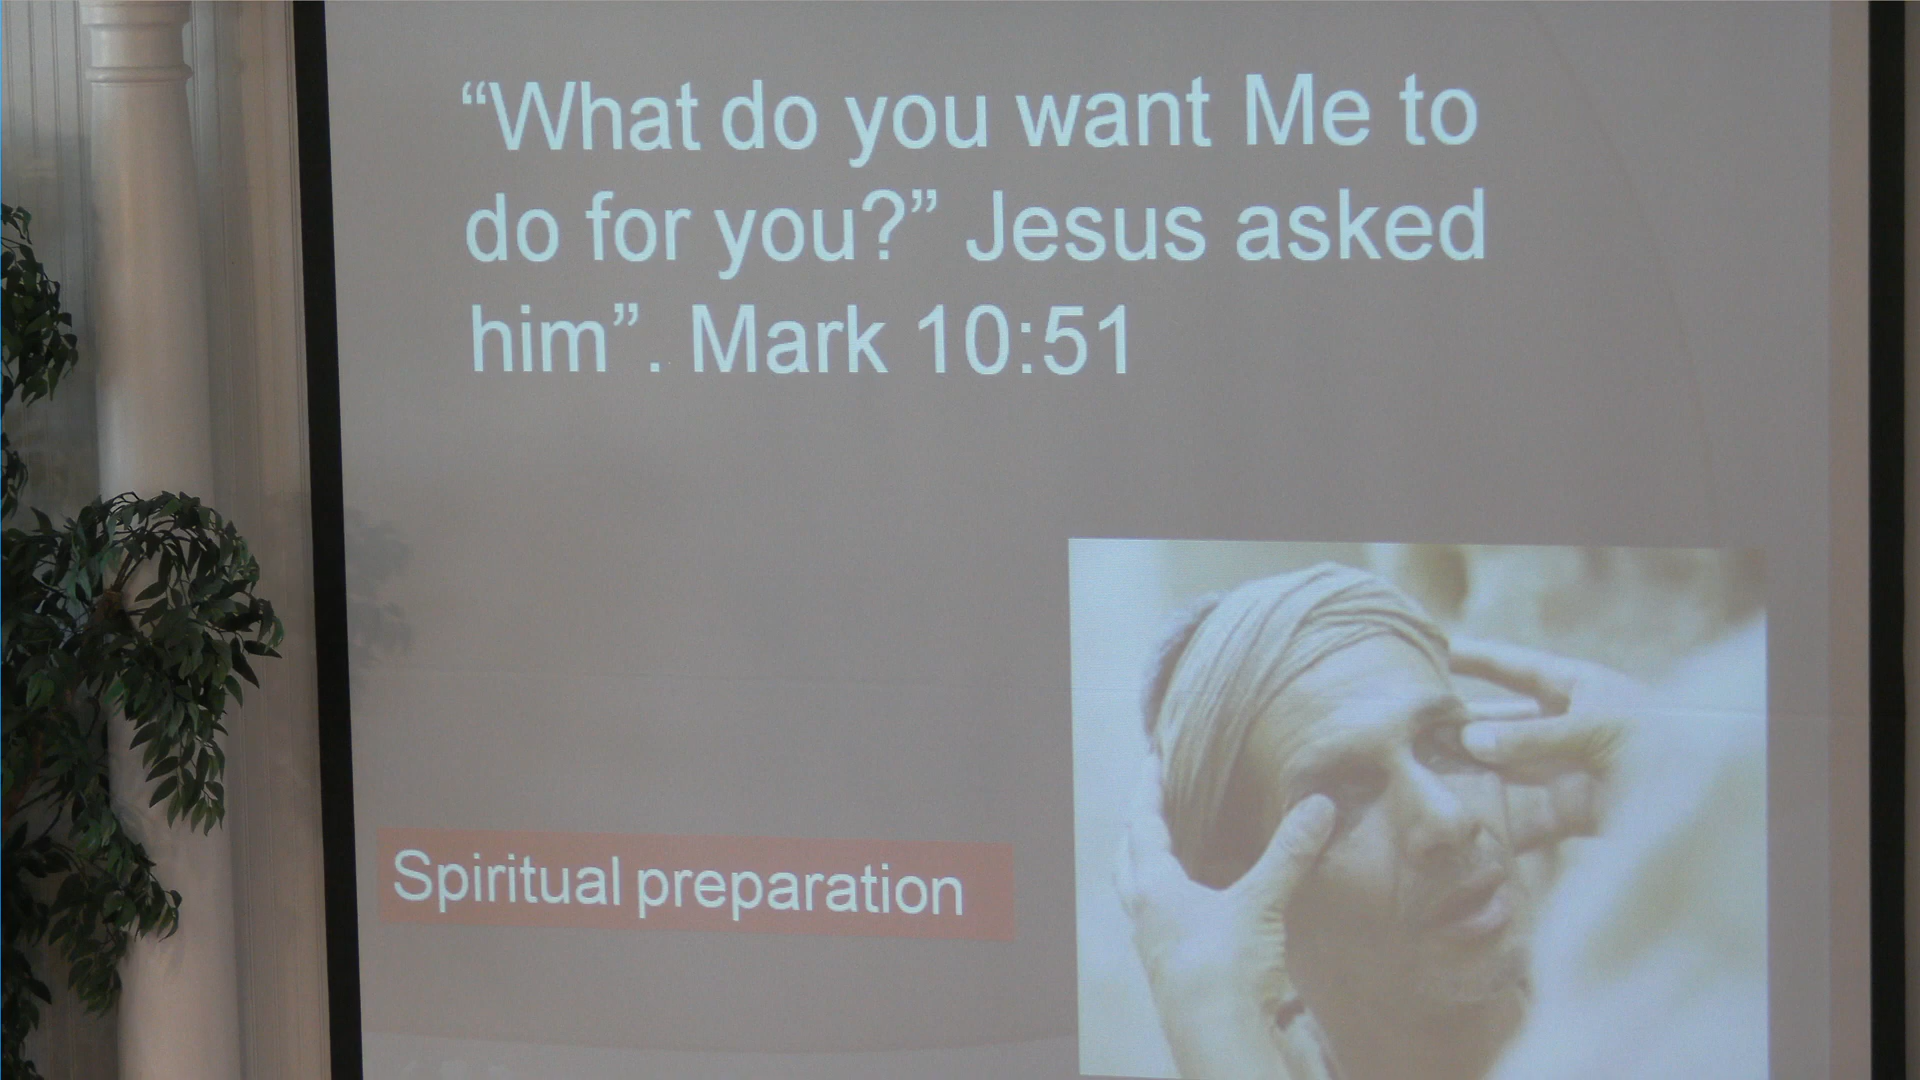 “What do you want Me to
do for you?” Jesus asked
him”. Mark 10:51
Spiritual preparation